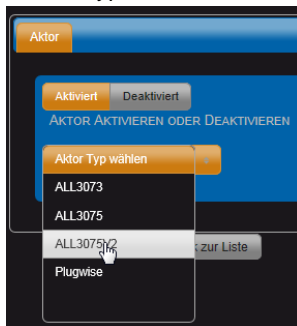 Aktor
Aktiviert Deaktiviert
AKTOR AKTIVIEREN ODER DEAKTIVIEREN
Aktor Typ wählen
ALL3073
ALL3075
ALL3075V2
zur Liste
Plugwise